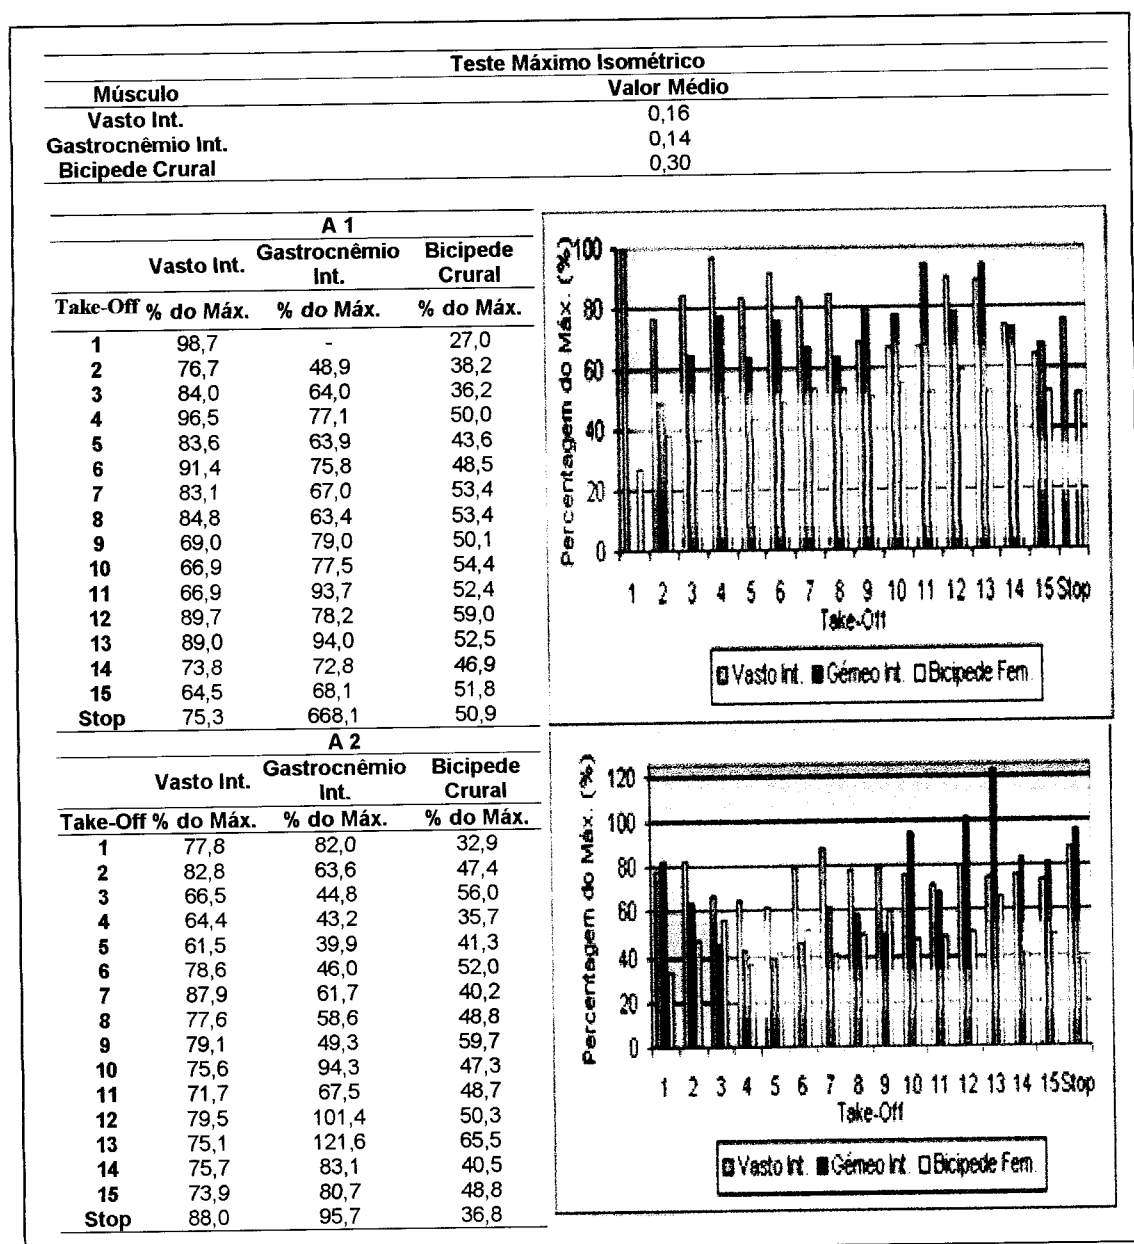 Teste Máximo Isométrico
Músculo Valor Médio
Vasto Int. 0,16
Gastrocnêmio Int. 0,14
Bicipede Crural 0,30
A 1
Vasto Int. Gastrocnêmio Int. Bicipede Crural
Take-Off % do Máx. % do Máx. % do Máx.
1 98,7 - 27,0
2 76,7 48,9 38,2
3 84,0 64,0 36,2
4 96,5 77,1 50,0
5 83,6 63,9 43,6
6 91,4 75,8 48,5
7 83,1 67,0 53,4
8 84,8 63,4 53,4
9 69,0 79,0 50,1
10 66,9 77,5 54,4
11 66,9 93,7 52,4
12 89,7 78,2 59,0
13 89,0 94,0 52,5
14 73,8 72,8 46,9
15 64,5 68,1 51,8
Stop 75,3 668,1 50,9
Percentagem do Máx. (%)
100
80
60
40
20
0
1 2 3 4 5 6 7 8 9 10 11 12 13 14 15 Stop
Take-Off
Vasto Int. Gémeo Int. Bicipede Fem.
A 2
Vasto Int. Gastrocnêmio Int. Bicipede Crural
Take-Off % do Máx. % do Máx. % do Máx.
1 77,8 82,0 32,9
2 82,8 63,6 47,4
3 66,5 44,8 56,0
4 64,4 43,2 35,7
5 61,5 39,9 41,3
6 78,6 46,0 52,0
7 87,9 61,7 40,2
8 77,6 58,6 48,8
9 79,1 49,3 59,7
10 75,6 94,3 47,3
11 71,7 67,5 48,7
12 79,5 101,4 50,3
13 75,1 121,6 65,5
14 75,7 83,1 40,5
15 73,9 80,7 48,8
Stop 88,0 95,7 36,8
Percentagem do Máx. (%)
120
100
80
60
40
20
0
1 2 3 4 5 6 7 8 9 10 11 12 13 14 15 Stop
Take-Off
Vasto Int. Gémeo Int. Bicipede Fem.